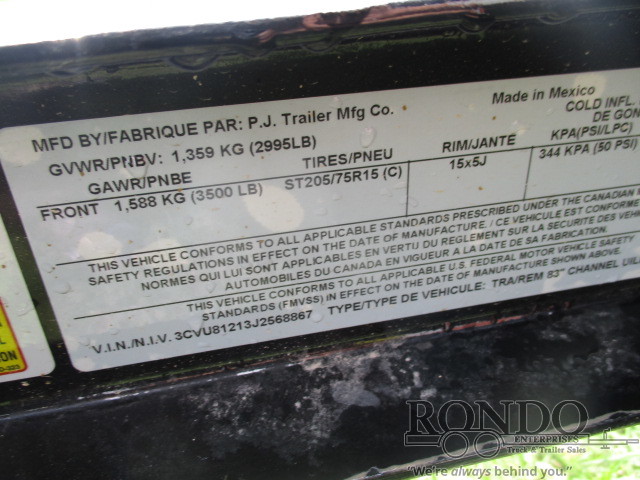 MFD BY/FABRIQUE PAR: P.J. Trailer Mfg Co. Made in Mexico
GVWR/PNBV: 1,359 KG (2995LB) COLD INFL.
DE GON
GAWR/PNBE TIRES/PNEU RIM/JANTE KPA(PSI/LPC)
FRONT 1,588 KG (3500 LB) ST205/75R15 (C) 15x5J 344 KPA (50 PSI)
THIS VEHICLE CONFORMS TO ALL APPLICABLE STANDARDS PRESCRIBED UNDER THE CANADIAN M
SAFETY REGULATIONS IN EFFECT ON THE DATE OF MANUFACTURE / CE VEHICULE EST CONFORME
NORMES QUI LUI SONT APPLICABLES EN VERTU DU REGLEMENT SUR LA SECURITE DES VEHI
AUTOMOBILES DU CANADA EN VIGUEUR A LA DATE DE SA FABRICATION.
THIS VEHICLE CONFORMS TO ALL APPLICABLE U.S. FEDERAL MOTOR VEHICLE SAFETY
STANDARDS (FMVSS) IN EFFECT ON THE DATE OF MANUFACTURE SHOWN ABOVE.
V.I.N./N.I.V. 3CVU81213J2568867 TYPE/TYPE DE VEHICULE: TRA/REM 83" CHANNEL UILI
RONDO
ENTERPRISES
Truck & Trailer Sales
"We're always behind you."